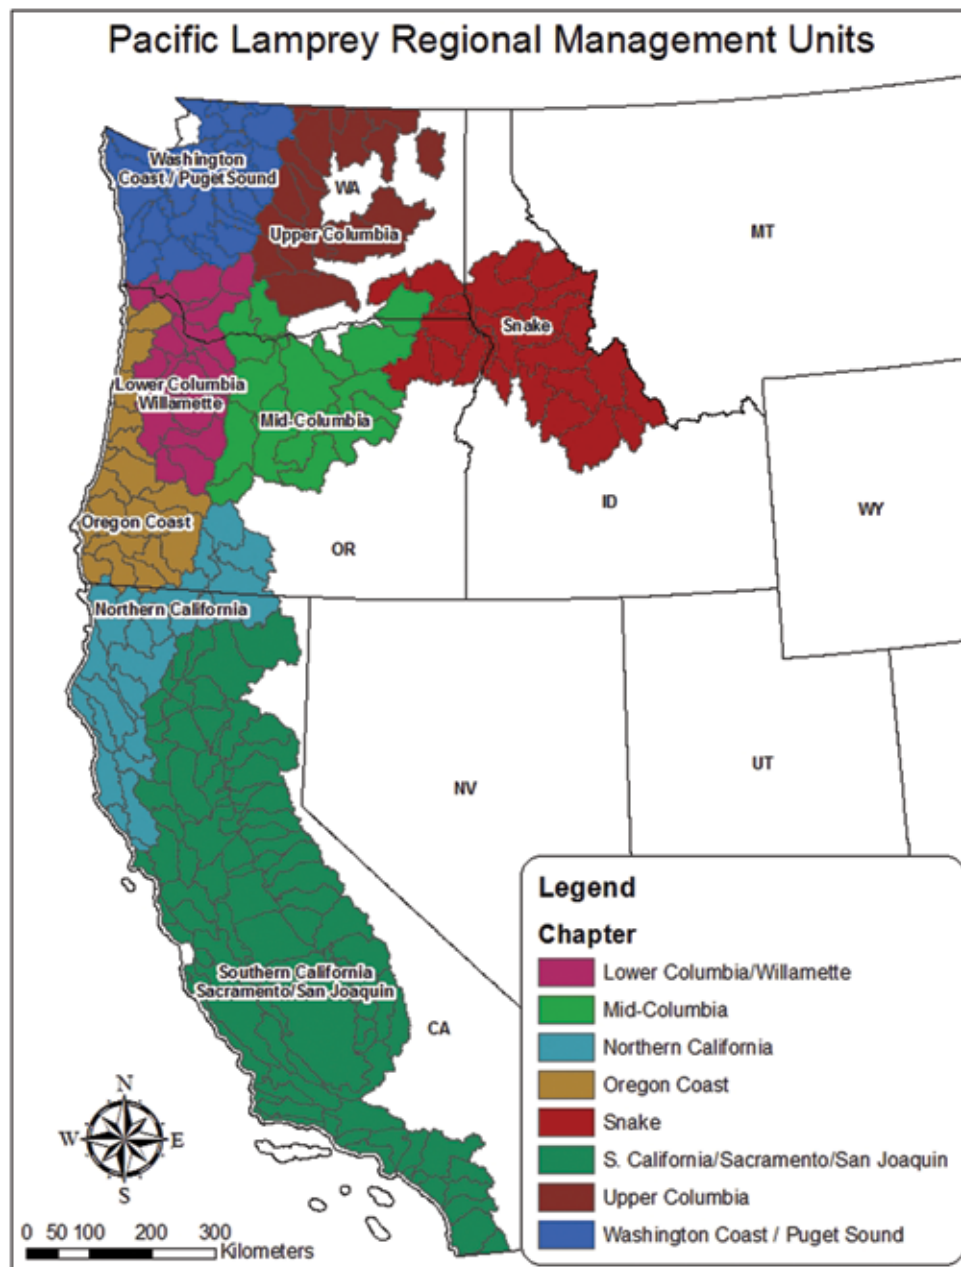 Pacific Lamprey Regional Management Units
Washington
Coast / Puget Sound
WA
Upper Columbia
MT
Snake
Lower Columbia
Willamette
Mid-Columbia
ID
WY
Oregon Coast
OR
Northern California
NV
UT
Southern California
Sacramento/San Joaquin
CA
N
W
E
S
0 50 100 200 300
Kilometers
Legend
Chapter
Lower Columbia/Willamette
Mid-Columbia
Northern California
Oregon Coast
Snake
S. California/Sacramento/San Joaquin
Upper Columbia
Washington Coast / Puget Sound